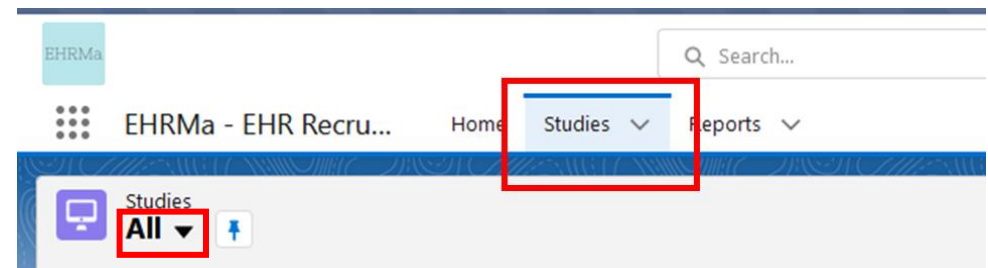 EHRMa
Search...
EHRMa - EHR Recru... Home Studies Reports
Studies
All